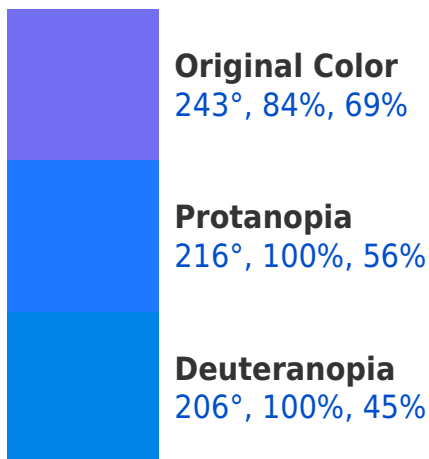 Original Color
243°, 84%, 69%
Protanopia
216°, 100%, 56%
Deuteranopia
206°, 100%, 45%